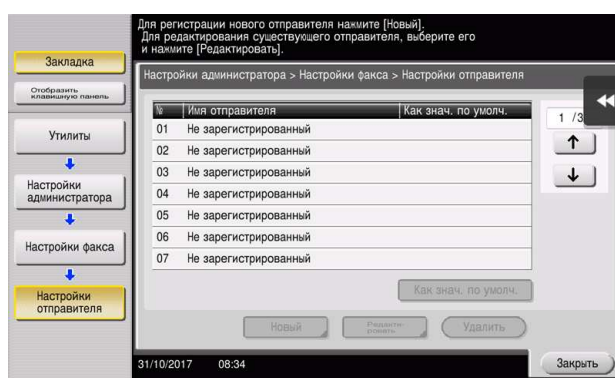 Для регистрации нового отправителя нажмите [Новый].
Для редактирования существующего отправителя, выберите его
и нажмите [Редактировать].
Закладка
Отобразить
клавишную панель
Утилиты
Настройки
администратора
Настройки факса
Настройки
отправителя
Настройки администратора > Настройки факса > Настройки отправителя
№ Имя отправителя Как знач. по умолч.
01 Не зарегистрированный
02 Не зарегистрированный
03 Не зарегистрированный
04 Не зарегистрированный
05 Не зарегистрированный
06 Не зарегистрированный
07 Не зарегистрированный
1 /3
Как знач. по умолч.
Новый
Редакти-
ровать
Удалить
31/10/2017 08:34
Закрыть